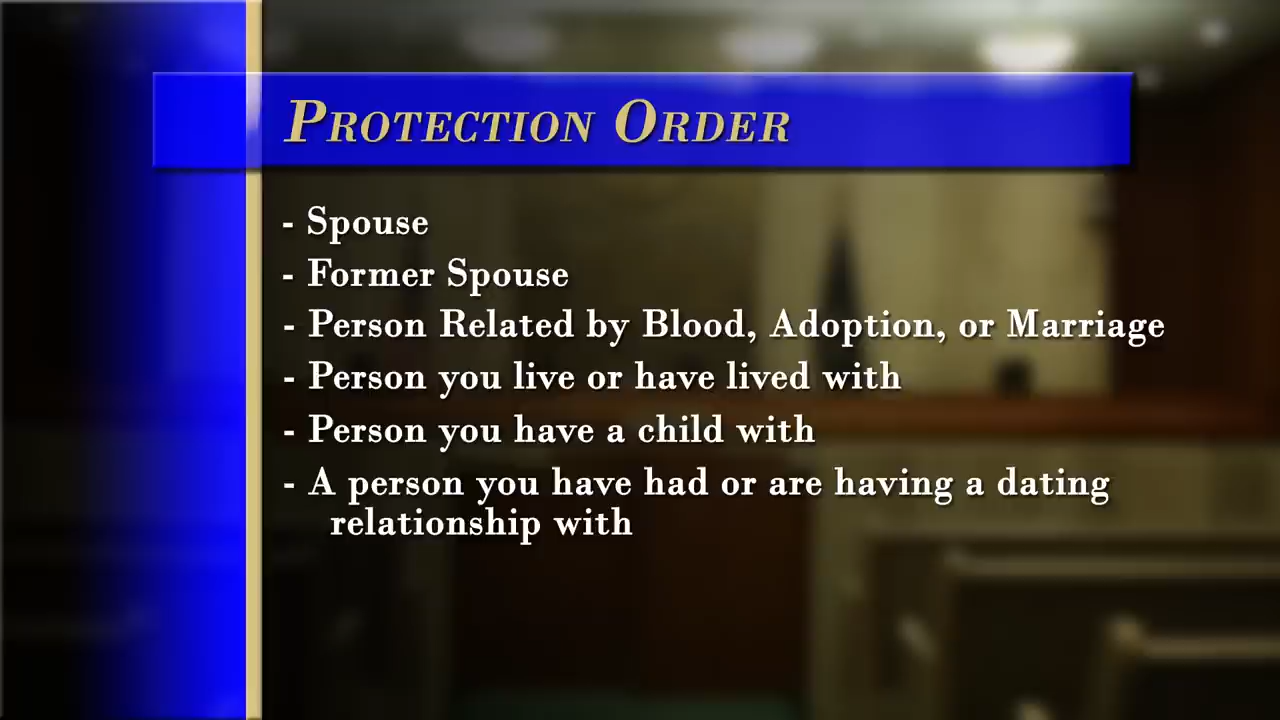 PROTECTION ORDER
- Spouse
- Former Spouse
- Person Related by Blood, Adoption, or Marriage
- Person you live or have lived with
- Person you have a child with
- A person you have had or are having a dating
relationship with